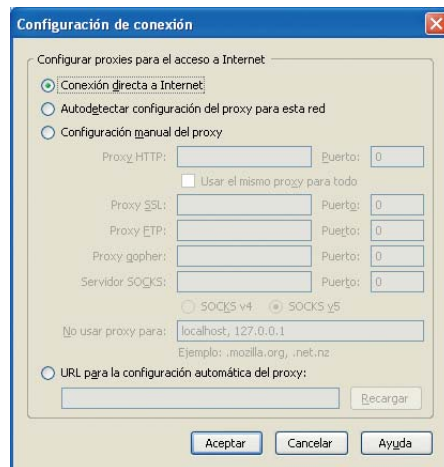 Configuración de conexión
Configurar proxies para el acceso a Internet
Conexión directa a Internet
Autodetectar configuración del proxy para esta red
Configuración manual del proxy
Proxy HTTP: Puerto: 0
Usar el mismo proxy para todo
Proxy SSL: Puerto: 0
Proxy FTP: Puerto: 0
Proxy gopher: Puerto: 0
Servidor SOCKS: Puerto: 0
SOCKS v4 SOCKS v5
No usar proxy para: localhost, 127.0.0.1
Ejemplo: .mozilla.org, .net.nz
URL para la configuración automática del proxy:
Recargar
Aceptar Cancelar Ayuda